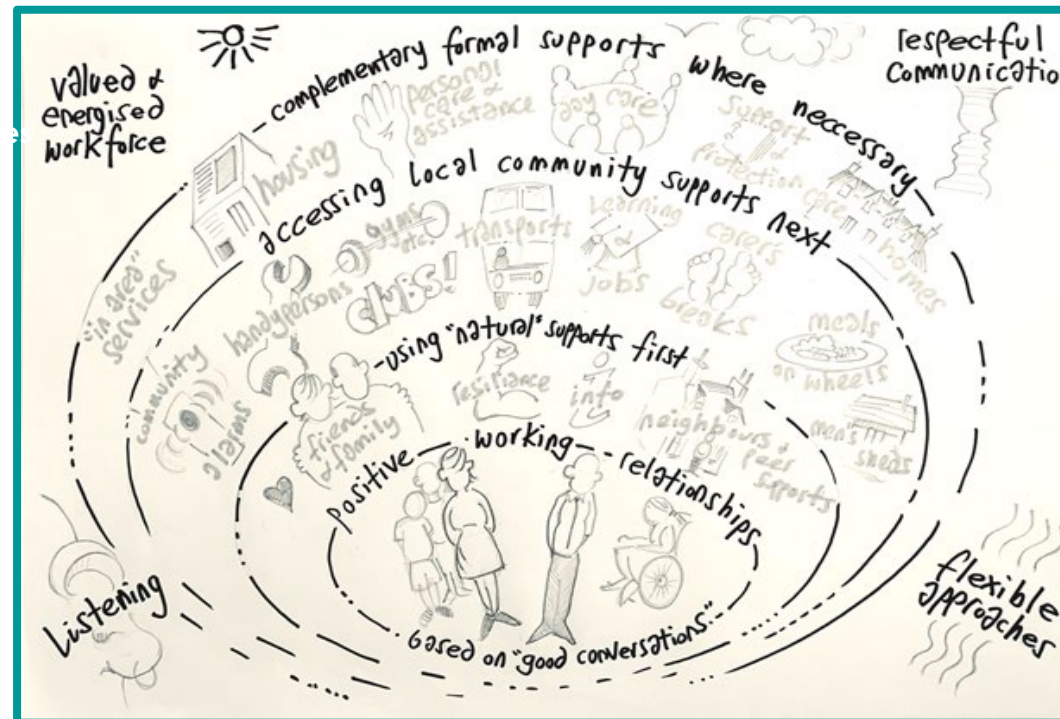 valued &
energised
workforce
complementary formal supports where neccessary
respectful
communicatio
housing
personal
care &
assistance
day care
support
&
protection
care
homes
"in area"
services
accessing local community supports next
community
alarms
handypersons
gyms
etc.
clubs!
transports
learning
&
jobs
carer's
breaks
meals
on wheels
men's
sheds
using "natural" supports first
friends
& family
resiliance
info
neighbours &
peer
supports
positive working relationships
based on "good conversations"
Listening
flexible
approaches